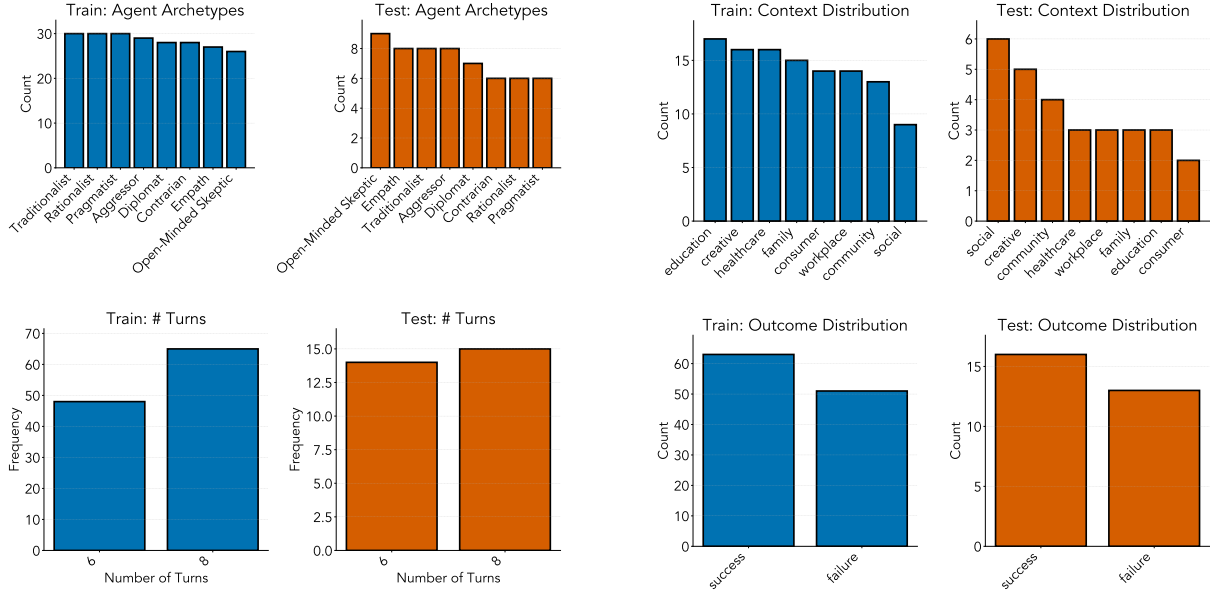 Train: Agent Archetypes
Count
30
20
10
0
Traditionalist
Rationalist
Pragmatist
Aggressor
Diplomat
Contrarian
Empath
Open-Minded Skeptic
Test: Agent Archetypes
Count
8
6
4
2
0
Open-Minded Skeptic
Empath
Traditionalist
Aggressor
Diplomat
Contrarian
Rationalist
Pragmatist
Train: Context Distribution
Count
15
10
5
0
education
creative
healthcare
family
consumer
workplace
community
social
Test: Context Distribution
Count
6
5
4
3
2
1
0
social
creative
community
healthcare
workplace
family
education
consumer
Train: # Turns
Frequency
70
60
50
40
30
20
10
0
6
8
Number of Turns
Test: # Turns
Frequency
15.0
12.5
10.0
7.5
5.0
2.5
0.0
6
8
Number of Turns
Train: Outcome Distribution
Count
60
50
40
30
20
10
0
success
failure
Test: Outcome Distribution
Count
15
10
5
0
success
failure